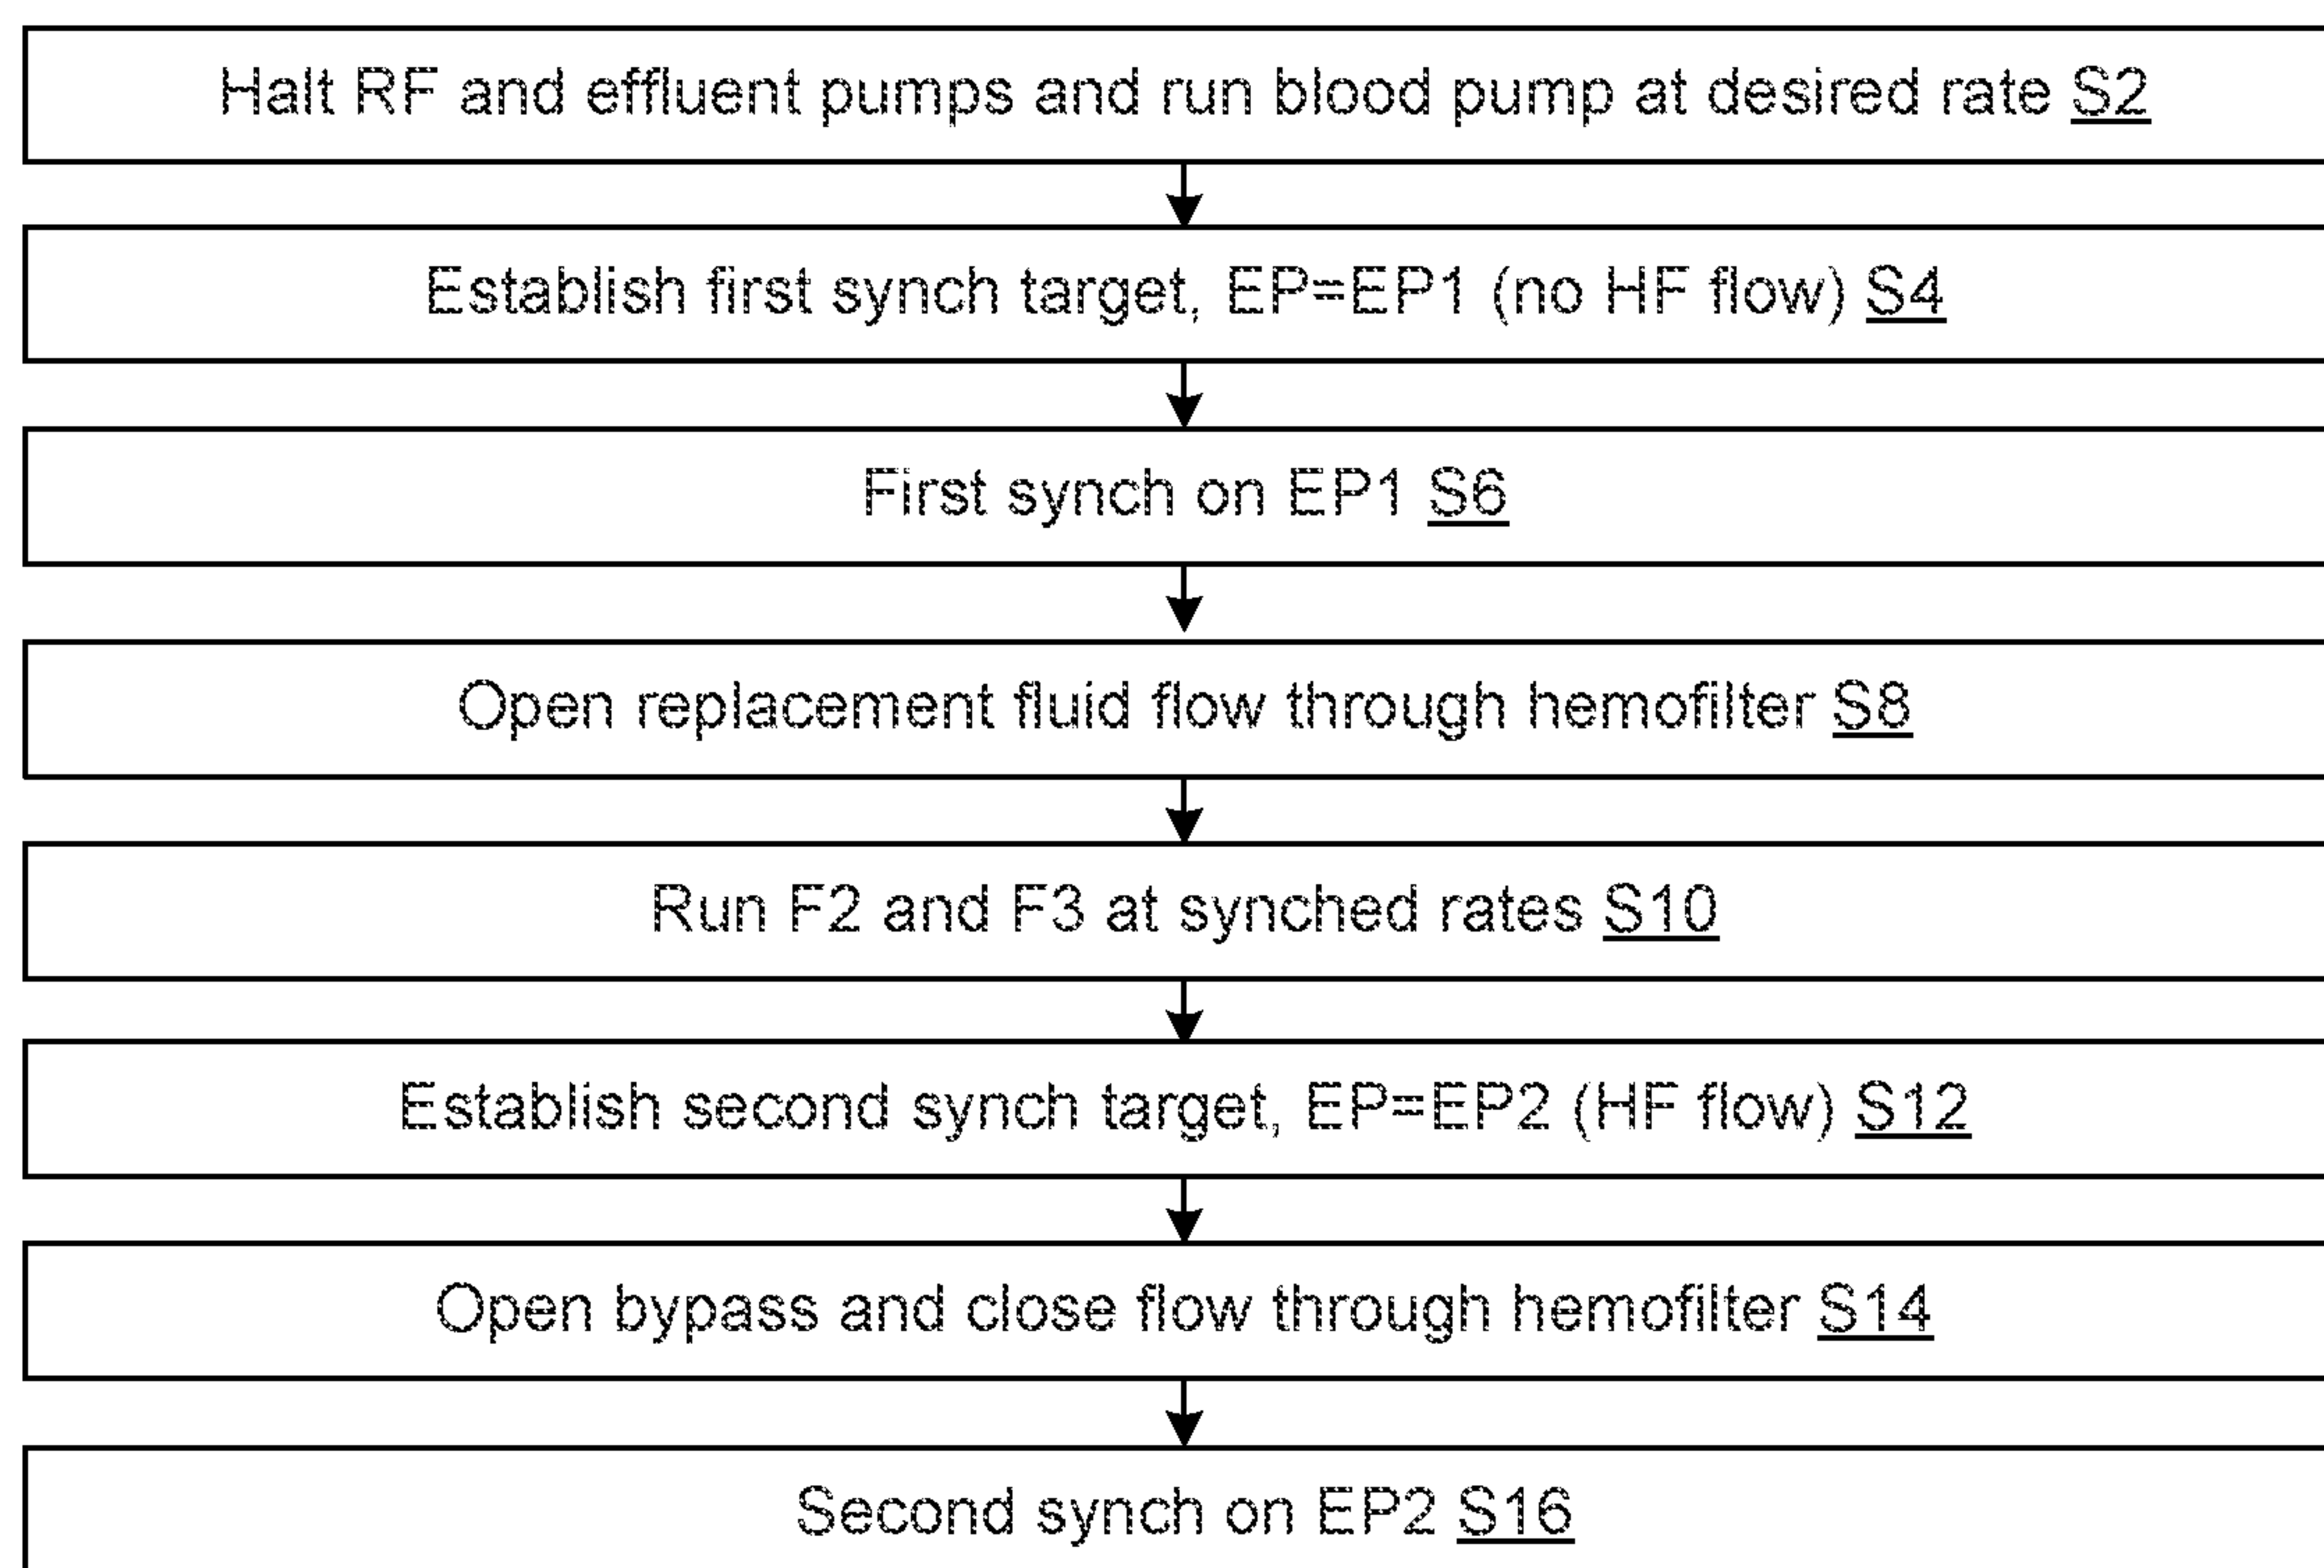 Halt RF and effluent pumps and run blood pump at desired rate S2
Establish first synch target, EP=EP1 (no HF flow) S4
First synch on EP1 S6
Open replacement fluid flow through hemofilter S8
Run F2 and F3 at synched rates S10
Establish second synch target, EP=EP2 (HF flow) S12
Open bypass and close flow through hemofilter S14
Second synch on EP2 S16